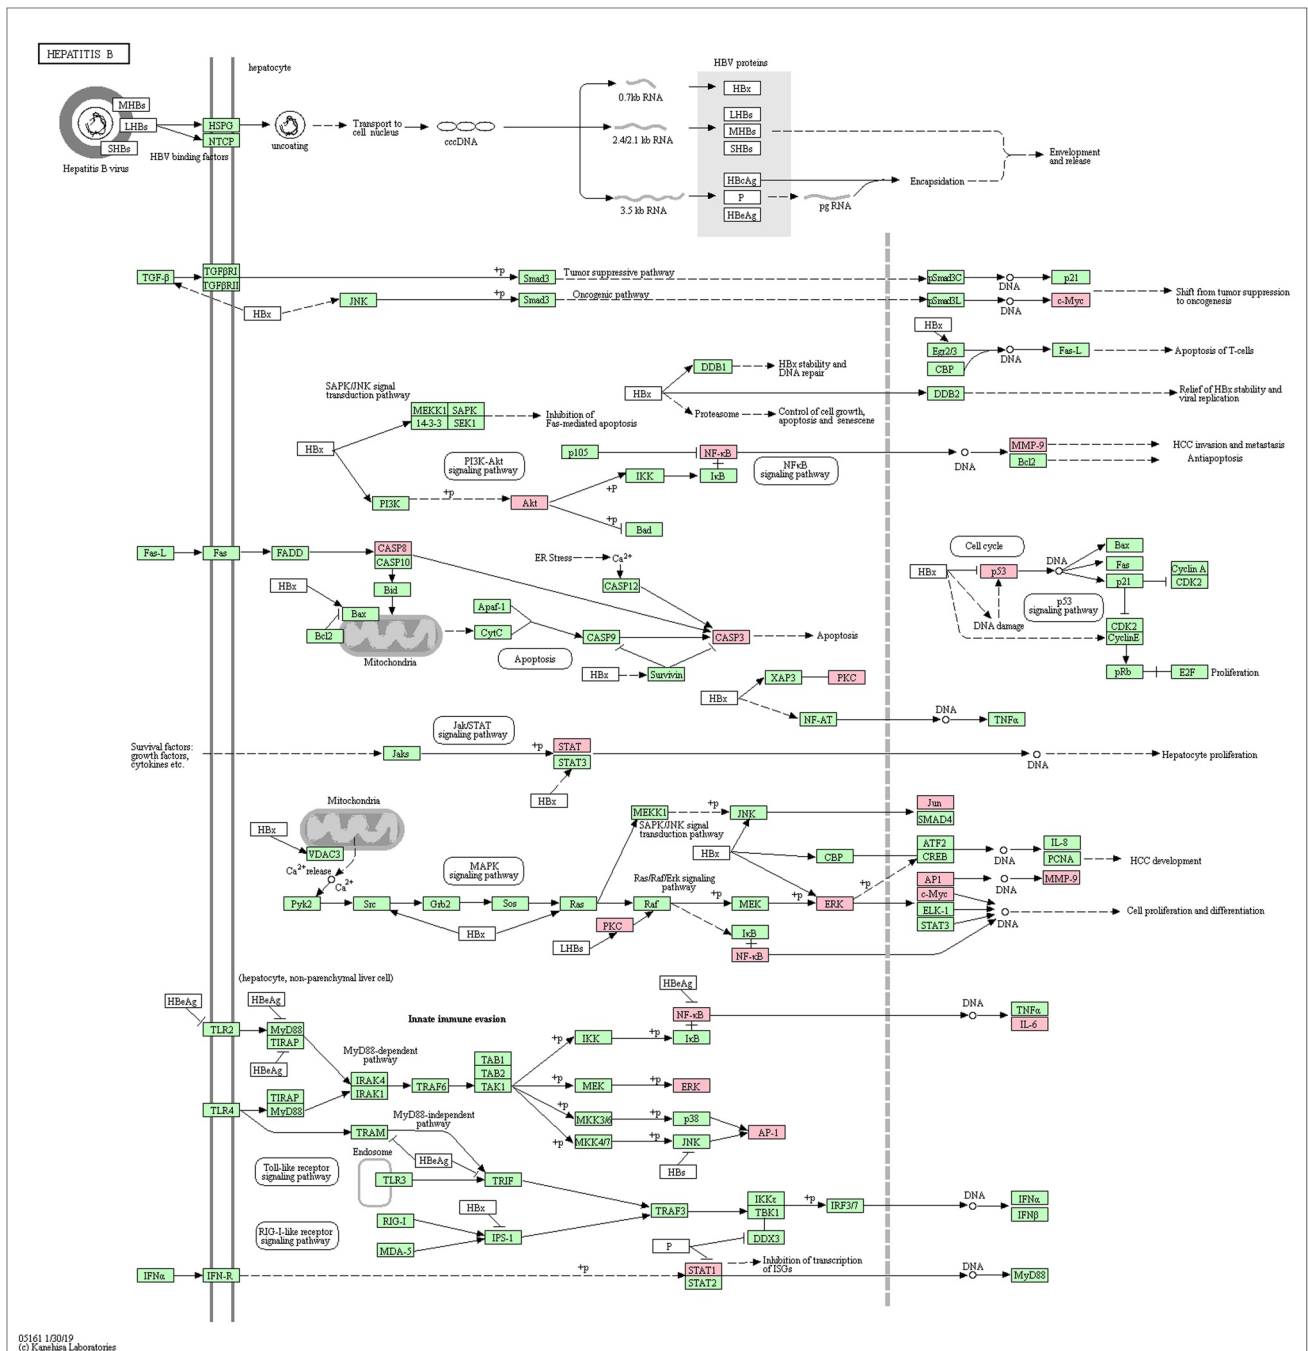 HEPATITIS B
hepatocyte
HBV proteins
MHBs
LHBs
SHBs
Hepatitis B virus
HSPG
NTCP
HBV binding factors
uncoating
Transport to
cell nucleus
cccDNA
0.7kb RNA
2.4/2.1 kb RNA
3.5 kb RNA
HBx
LHBs
MHBs
SHBs
HBcAg
P
HBeAg
pg RNA
Encapsidation
Envelopment
and release
TGF-β
TGFβRI
TGFβRII
HBx
JNK
+p
+p
Smad3
Smad3
Tumor suppressive pathway
Oncogenic pathway
pSmad3C
pSmad3L
DNA
DNA
p21
c-Myc
Shift from tumor suppression
to oncogenesis
HBx
Egr2/3
CBP
DNA
Fas-L
Apoptosis of T-cells
HBx
DDB1
HBx stability and
DNA repair
DDB2
Relief of HBx stability and
viral replication
Proteasome
Control of cell growth,
apoptosis and senescene
SAPK/JNK signal
transduction pathway
MEKK1 SAPK
14-3-3 SEK1
Inhibition of
Fas-mediated apoptosis
HBx
PI3K
+p
PI3K-Akt
signaling pathway
Akt
+p
+p
p105
NF-κB
IKK
IκB
Bad
NFκB
signaling pathway
DNA
MMP-9
Bcl2
HCC invasion and metastasis
Antiapoptosis
Fas-L
Fas
FADD
CASP8
CASP10
Bid
HBx
Bax
Bcl2
Mitochondria
Apaf-1
CytC
Apoptosis
ER Stress
Ca2+
CASP12
CASP9
CASP3
Apoptosis
HBx
Survivin
HBx
XAP3
PKC
NF-AT
DNA
TNFα
Cell cycle
HBx
p53
DNA
DNA damage
p53
signaling pathway
Bax
Fas
p21
Cyclin A
CDK2
CDK2
CyclinE
pRb
E2F
Proliferation
Survival factors:
growth factors,
cytokines etc.
Jaks
Jak/STAT
signaling pathway
+p
STAT
STAT3
HBx
DNA
Hepatocyte proliferation
Mitochondria
HBx
VDAC3
Ca2+ release
Ca2+
Pyk2
Src
Grb2
Sos
Ras
Raf
MEK
ERK
HBx
MAPK
signaling pathway
MEKK1
+p
JNK
SAPK/JNK signal
transduction pathway
HBx
CBP
Ras/Raf/Erk signaling
pathway
+p
+p
+p
PKC
LHBs
IκB
NF-κB
Jun
SMAD4
ATF2
CREB
DNA
IL-8
PCNA
HCC development
AP1
c-Myc
ELK-1
STAT3
DNA
MMP-9
DNA
Cell proliferation and differentiation
(hepatocyte, non-parenchymal liver cell)
HBeAg
HBeAg
TLR2
MyD88
TIRAP
HBeAg
Innate immune evasion
MyD88-dependent
pathway
IRAK4
IRAK1
TRAF6
TAB1
TAB2
TAK1
TLR4
TIRAP
MyD88
TRAM
MyD88-independent
pathway
+p
IKK
+p
HBeAg
NF-κB
IκB
DNA
TNFα
IL-6
+p
MEK
+p
ERK
+p
MKK3/6
+p
p38
+p
MKK4/7
+p
JNK
AP-1
HBs
Endosome
TLR3
HBeAg
TRIF
Toll-like receptor
signaling pathway
RIG-I-like receptor
signaling pathway
RIG-I
MDA-5
HBx
IPS-1
TRAF3
IKKε
TBK1
DDX3
+p
IRF3/7
DNA
IFNα
IFNβ
P
IFNα
IFN-R
+p
STAT1
STAT2
Inhibition of transcription
of ISGs
DNA
MyD88
05161 1/30/19
(c) Kanehisa Laboratories